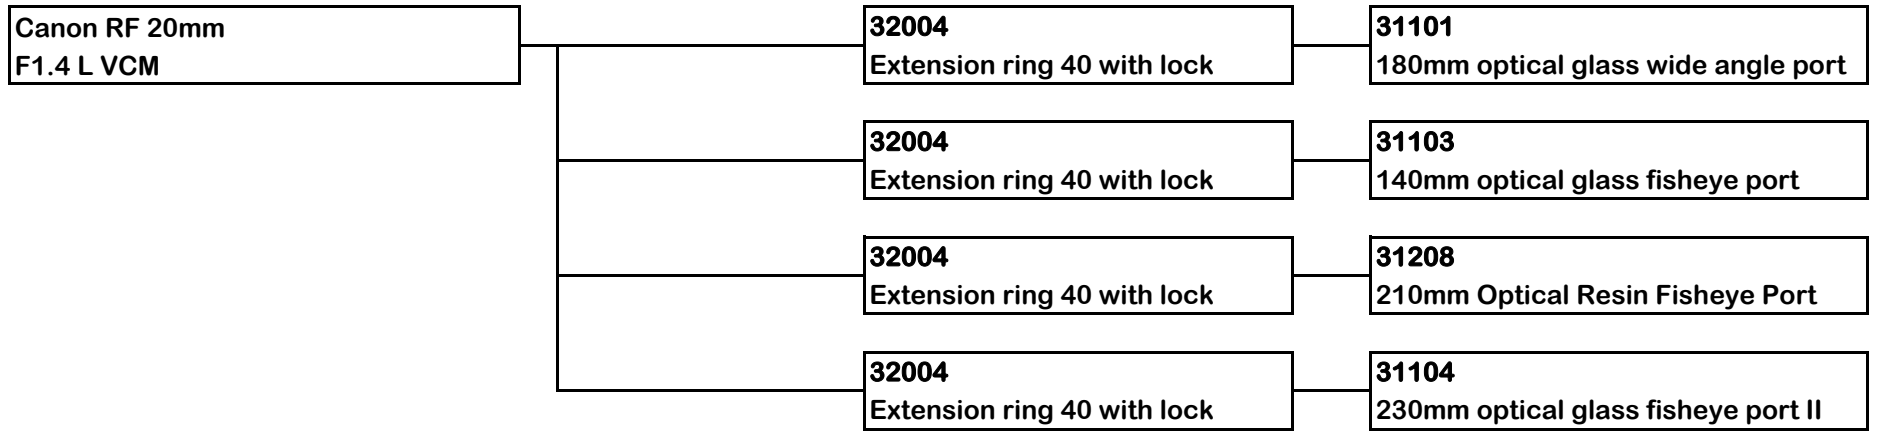 Canon RF 20mm
F1.4 L VCM
32004
Extension ring 40 with lock
31101
180mm optical glass wide angle port
32004
Extension ring 40 with lock
31103
140mm optical glass fisheye port
32004
Extension ring 40 with lock
31208
210mm Optical Resin Fisheye Port
32004
Extension ring 40 with lock
31104
230mm optical glass fisheye port II